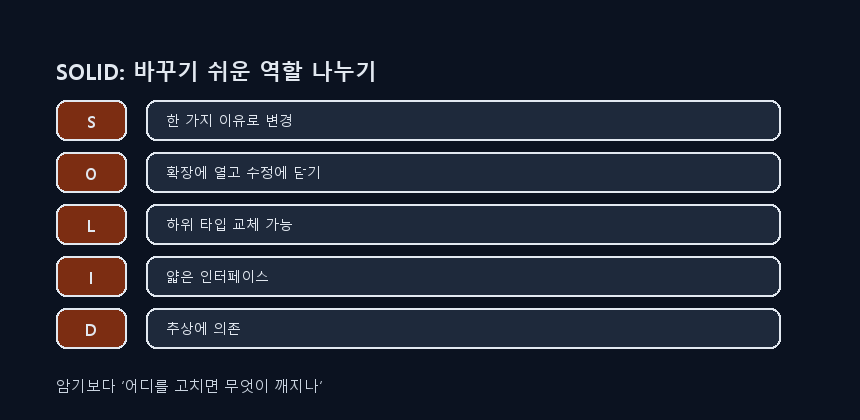 SOLID: 바꾸기 쉬운 역할 나누기
S
한 가지 이유로 변경
O
확장에 열고 수정에 닫기
L
하위 타입 교체 가능
I
얇은 인터페이스
D
추상에 의존
암기보다 ‘어디를 고치면 무엇이 깨지나’